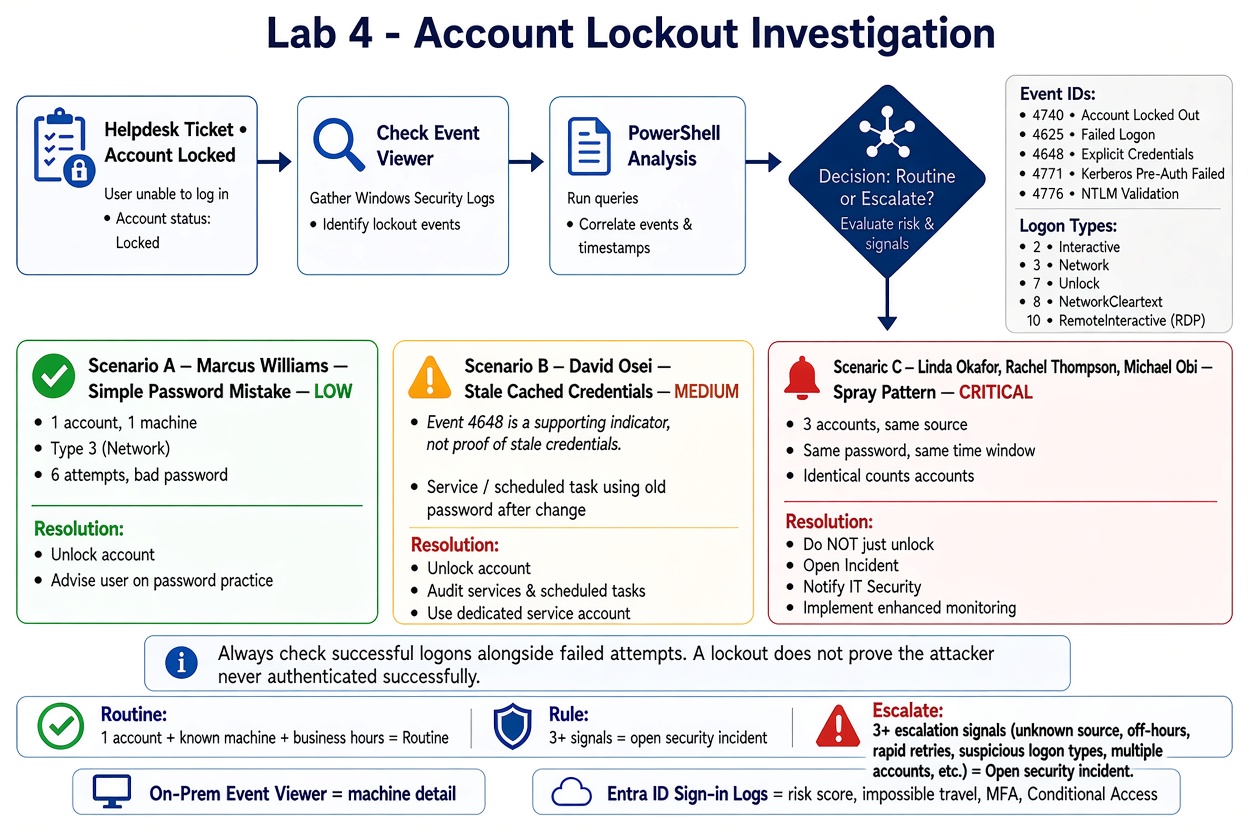 Lab 4 - Account Lockout Investigation
Helpdesk Ticket •
Account Locked
User unable to log in
• Account status:
Locked
Check Event
Viewer
Gather Windows Security Logs
• Identify lockout events
PowerShell
Analysis
Run queries
• Correlate events &
timestamps
Decision: Routine
or Escalate?
Evaluate risk &
signals
Event IDs:
• 4740 • Account Locked Out
• 4625 • Failed Logon
• 4648 • Explicit Credentials
• 4771 • Kerberos Pre-Auth Failed
• 4776 • NTLM Validation
Logon Types:
• 2 • Interactive
• 3 • Network
• 7 • Unlock
• 8 • NetworkCleartext
10 • RemoteInteractive (RDP)
Scenario A – Marcus Williams –
Simple Password Mistake – LOW
• 1 account, 1 machine
• Type 3 (Network)
• 6 attempts, bad password
Resolution:
• Unlock account
• Advise user on password practice
Scenario B – David Osei –
Stale Cached Credentials – MEDIUM
• Event 4648 is a supporting indicator,
not proof of stale credentials.
• Service / scheduled task using old
password after change
Resolution:
• Unlock account
• Audit services & scheduled tasks
• Use dedicated service account
Scenaric C – Linda Okafor, Rachel Thompson, Michael Obi –
Spray Pattern – CRITICAL
• 3 accounts, same source
• Same password, same time window
• Identical counts accounts
Resolution:
• Do NOT just unlock
• Open Incident
• Notify IT Security
• Implement enhanced monitoring
Always check successful logons alongside failed attempts. A lockout does not prove the attacker
never authenticated successfully.
Routine:
1 account + known machine + business hours = Routine
Rule:
3+ signals = open security incident
Escalate:
3+ escalation signals (unknown source, off-hours,
rapid retries, suspicious logon types, multiple
accounts, etc.) = Open security incident.
On-Prem Event Viewer = machine detail
Entra ID Sign-in Logs = risk score, impossible travel, MFA, Conditional Access